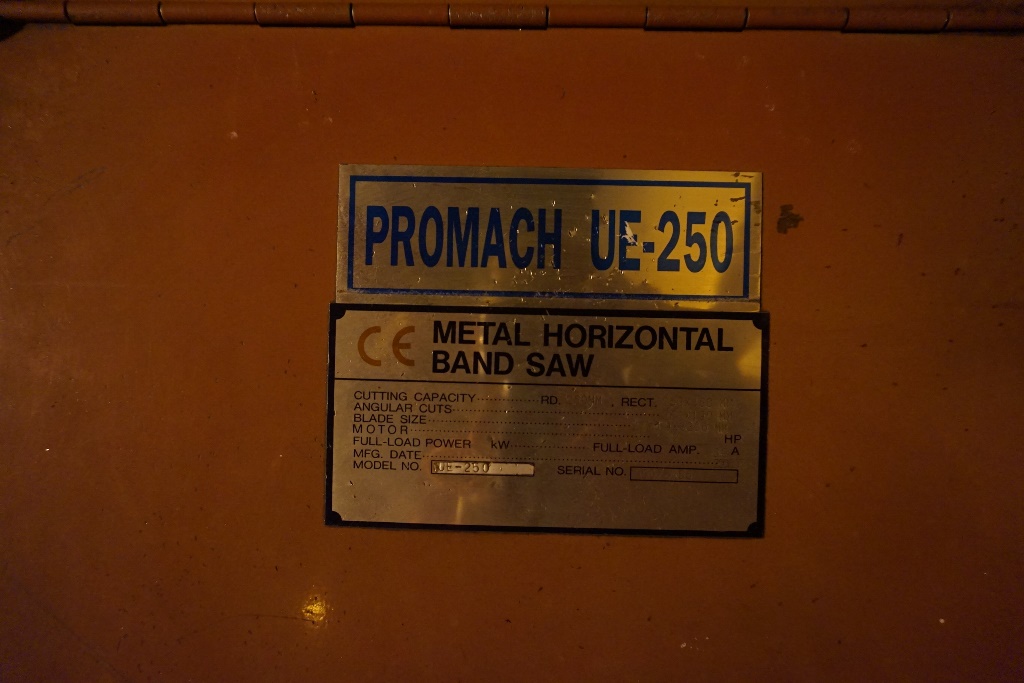 PROMACH UE-250
CE METAL HORIZONTAL
BAND SAW
CUTTING CAPACITY RD. RECT.
ANGULAR CUTS
BLADE SIZE
MOTOR HP
FULL-LOAD POWER kW FULL-LOAD AMP. A
MFG. DATE
MODEL NO. UE-250 SERIAL NO.